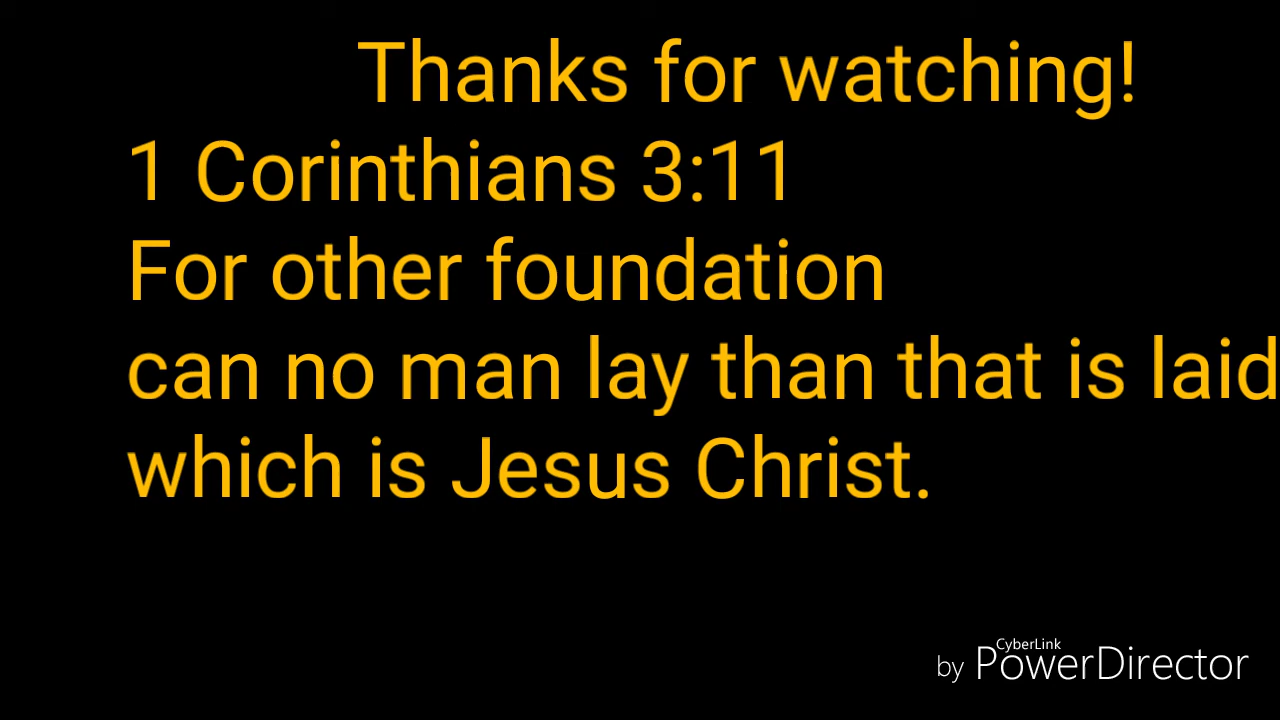 Thanks for watching!
1 Corinthians 3:11
For other foundation
can no man lay than that is laid
which is Jesus Christ.
CyberLink
by PowerDirector